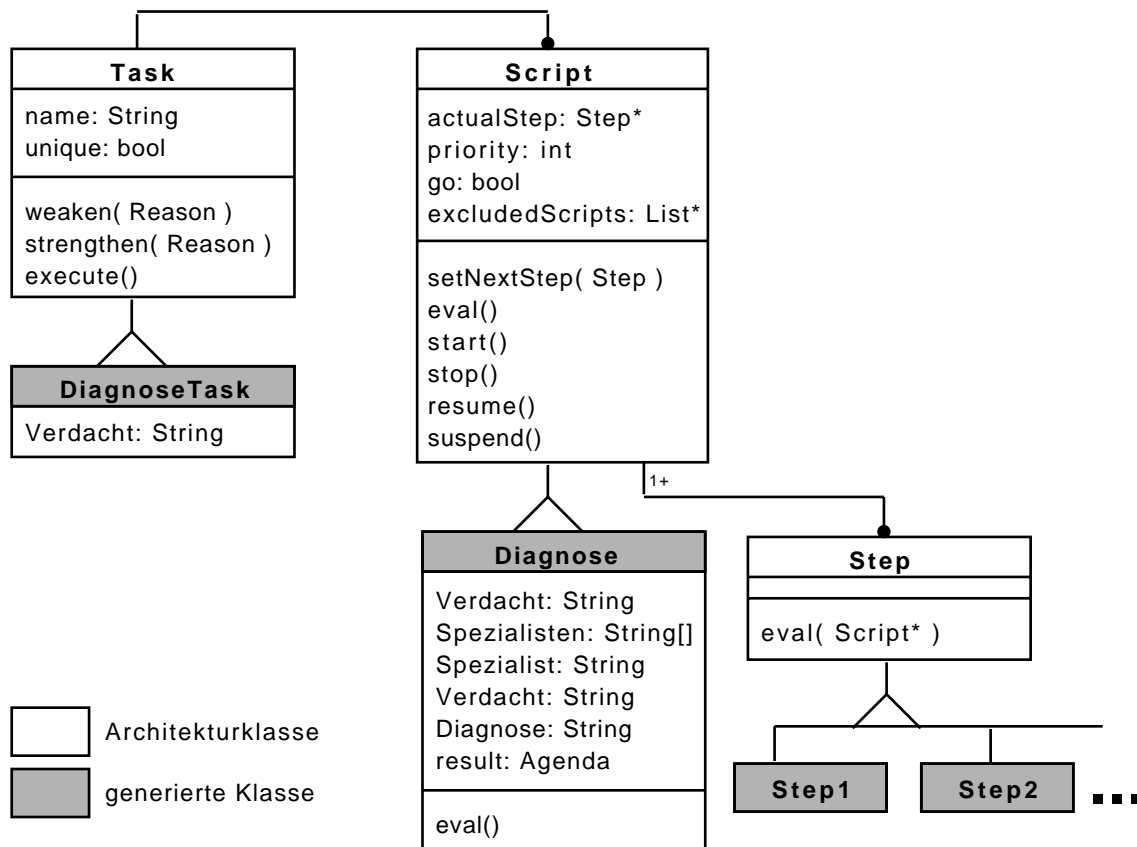 Task
name: String
unique: bool
weaken( Reason )
strengthen( Reason )
execute()
DiagnoseTask
Verdacht: String
Script
actualStep: Step*
priority: int
go: bool
excludedScripts: List*
setNextStep( Step )
eval()
start()
stop()
resume()
suspend()
1+
Diagnose
Verdacht: String
Spezialisten: String[]
Spezialist: String
Verdacht: String
Diagnose: String
result: Agenda
eval()
Step
eval( Script* )
Step1
Step2
...
Architekturklasse
generierte Klasse